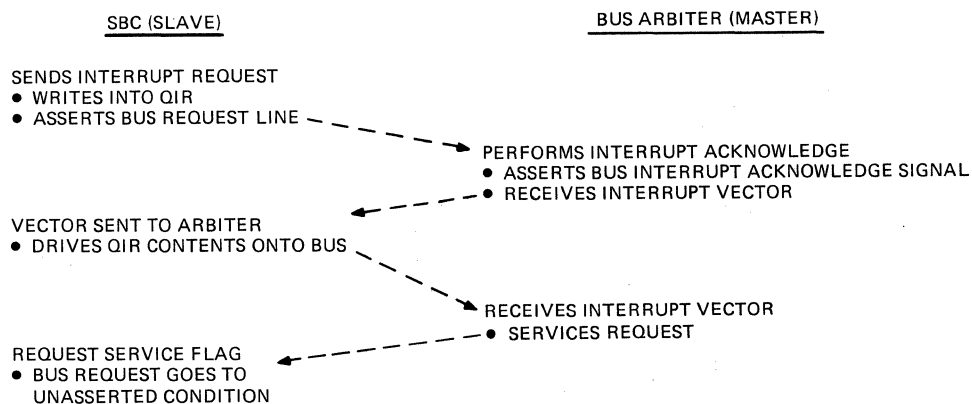 SBC (SLAVE)
BUS ARBITER (MASTER)
SENDS INTERRUPT REQUEST
● WRITES INTO QIR
● ASSERTS BUS REQUEST LINE
PERFORMS INTERRUPT ACKNOWLEDGE
● ASSERTS BUS INTERRUPT ACKNOWLEDGE SIGNAL
● RECEIVES INTERRUPT VECTOR
VECTOR SENT TO ARBITER
● DRIVES QIR CONTENTS ONTO BUS
RECEIVES INTERRUPT VECTOR
● SERVICES REQUEST
REQUEST SERVICE FLAG
● BUS REQUEST GOES TO
UNASSERTED CONDITION